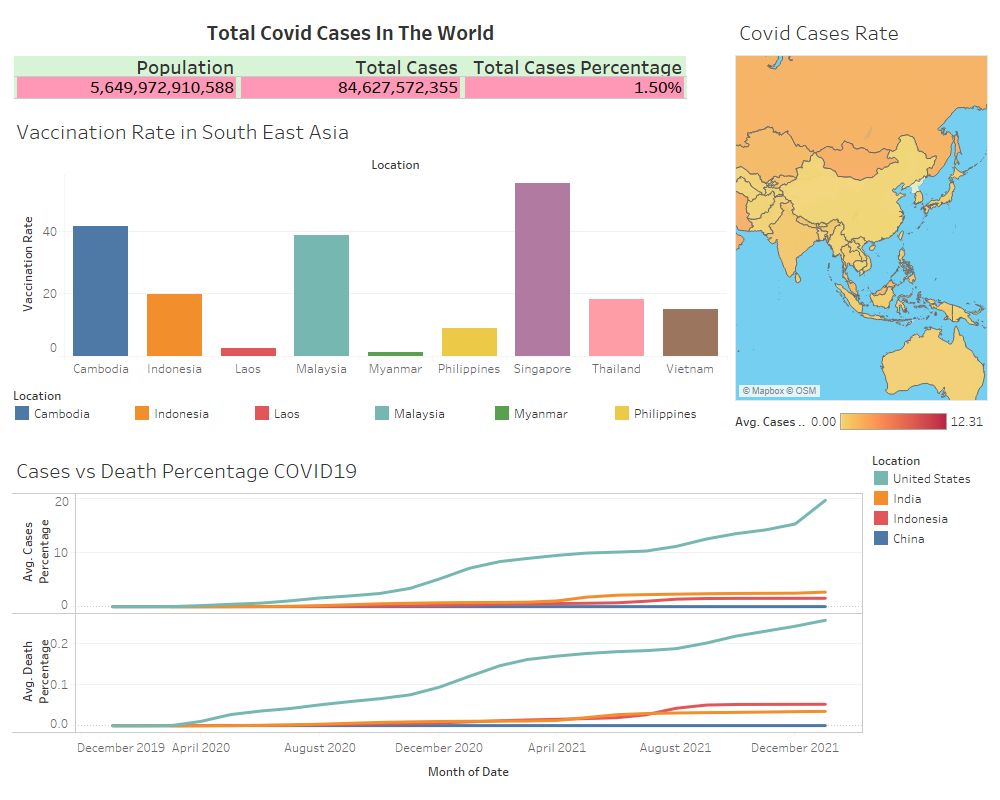 Total Covid Cases In The World
Population Total Cases Total Cases Percentage
5,649,972,910,588 84,627,572,355 1.50%
Covid Cases Rate
© Mapbox © OSM
Avg. Cases .. 0.00 12.31
Vaccination Rate in South East Asia
Location
Vaccination Rate
40
20
0
Cambodia Indonesia Laos Malaysia Myanmar Philippines Singapore Thailand Vietnam
Location
Cambodia Indonesia Laos Malaysia Myanmar Philippines
Cases vs Death Percentage COVID19
Location
United States
India
Indonesia
China
Avg. Cases
Percentage
20
10
0
Avg. Death
Percentage
0.2
0.1
0.0
December 2019 April 2020 August 2020 December 2020 April 2021 August 2021 December 2021
Month of Date